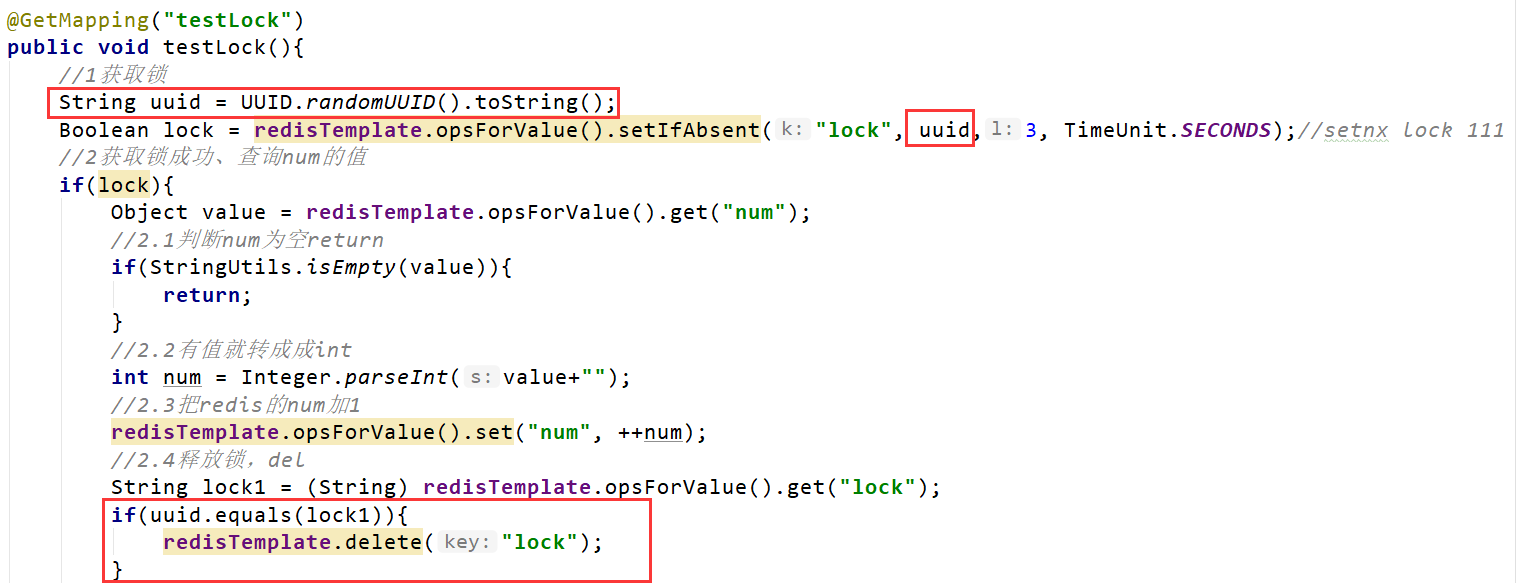 @GetMapping("testLock")
public void testLock(){
//1获取锁
String uuid = UUID.randomUUID().toString();
Boolean lock = redisTemplate.opsForValue().setIfAbsent( k: "lock", uuid, l: 3, TimeUnit.SECONDS);//setnx lock 111
//2获取锁成功、查询num的值
if(lock){
Object value = redisTemplate.opsForValue().get("num");
//2.1判断num为空return
if(StringUtils.isEmpty(value)){
return;
}
//2.2有值就转成成int
int num = Integer.parseInt( s: value+"");
//2.3把redis的num加1
redisTemplate.opsForValue().set("num", ++num);
//2.4释放锁，del
String lock1 = (String) redisTemplate.opsForValue().get("lock");
if(uuid.equals(lock1)){
redisTemplate.delete( key: "lock");
}